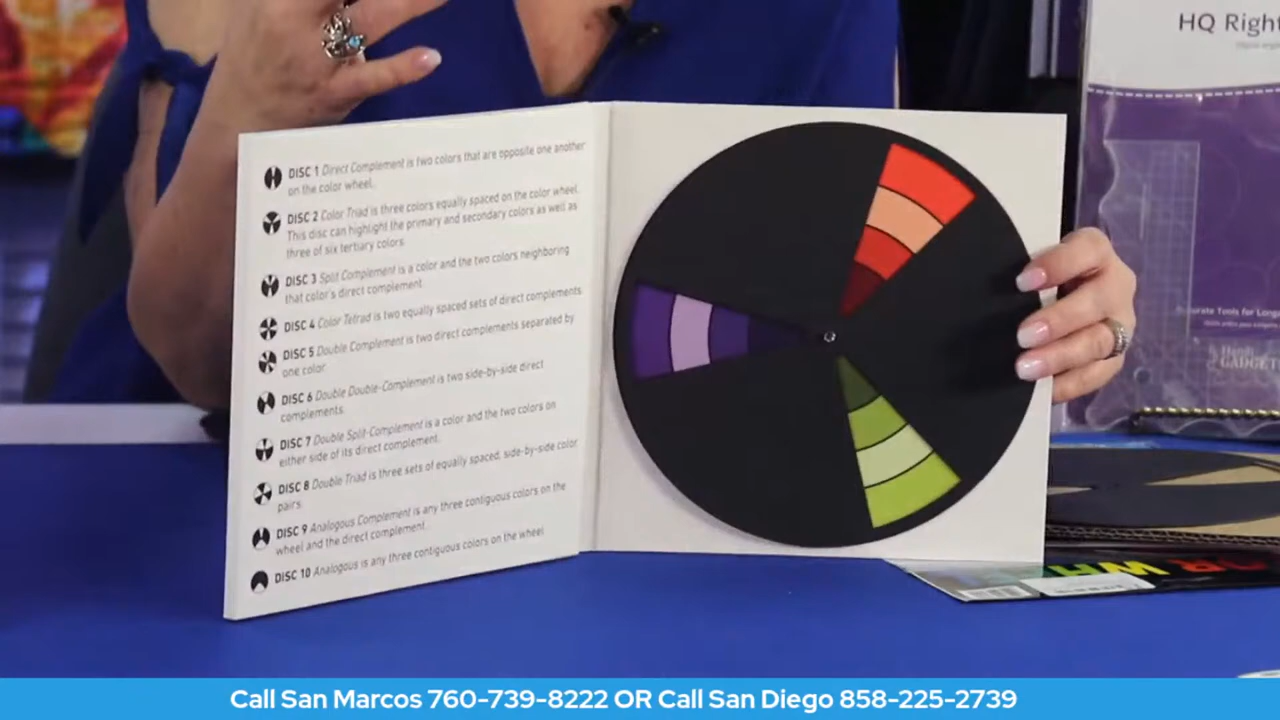 HQ Right
DISC 1 Direct Complement is two colors that are opposite one another
on the color wheel.
DISC 2 Color Triad is three colors equally spaced on the color wheel.
This disc can highlight the primary and secondary colors as well as
three of six tertiary colors.
DISC 3 Split Complement is a color and the two colors neighboring
that color's direct complement.
DISC 4 Color Tetrad is two equally spaced sets of direct complements.
DISC 5 Double Complement is two direct complements separated by
one color.
DISC 6 Double Double-Complement is two side-by-side direct
complements.
DISC 7 Double Split-Complement is a color and the two colors on
either side of its direct complement.
DISC 8 Double Triad is three sets of equally spaced, side-by-side color
pairs.
DISC 9 Analogous Complement is any three contiguous colors on the
wheel and the direct complement.
DISC 10 Analogous is any three contiguous colors on the wheel
urate Tools for Longa
GADGET
OR WH
Call San Marcos 760-739-8222 OR Call San Diego 858-225-2739